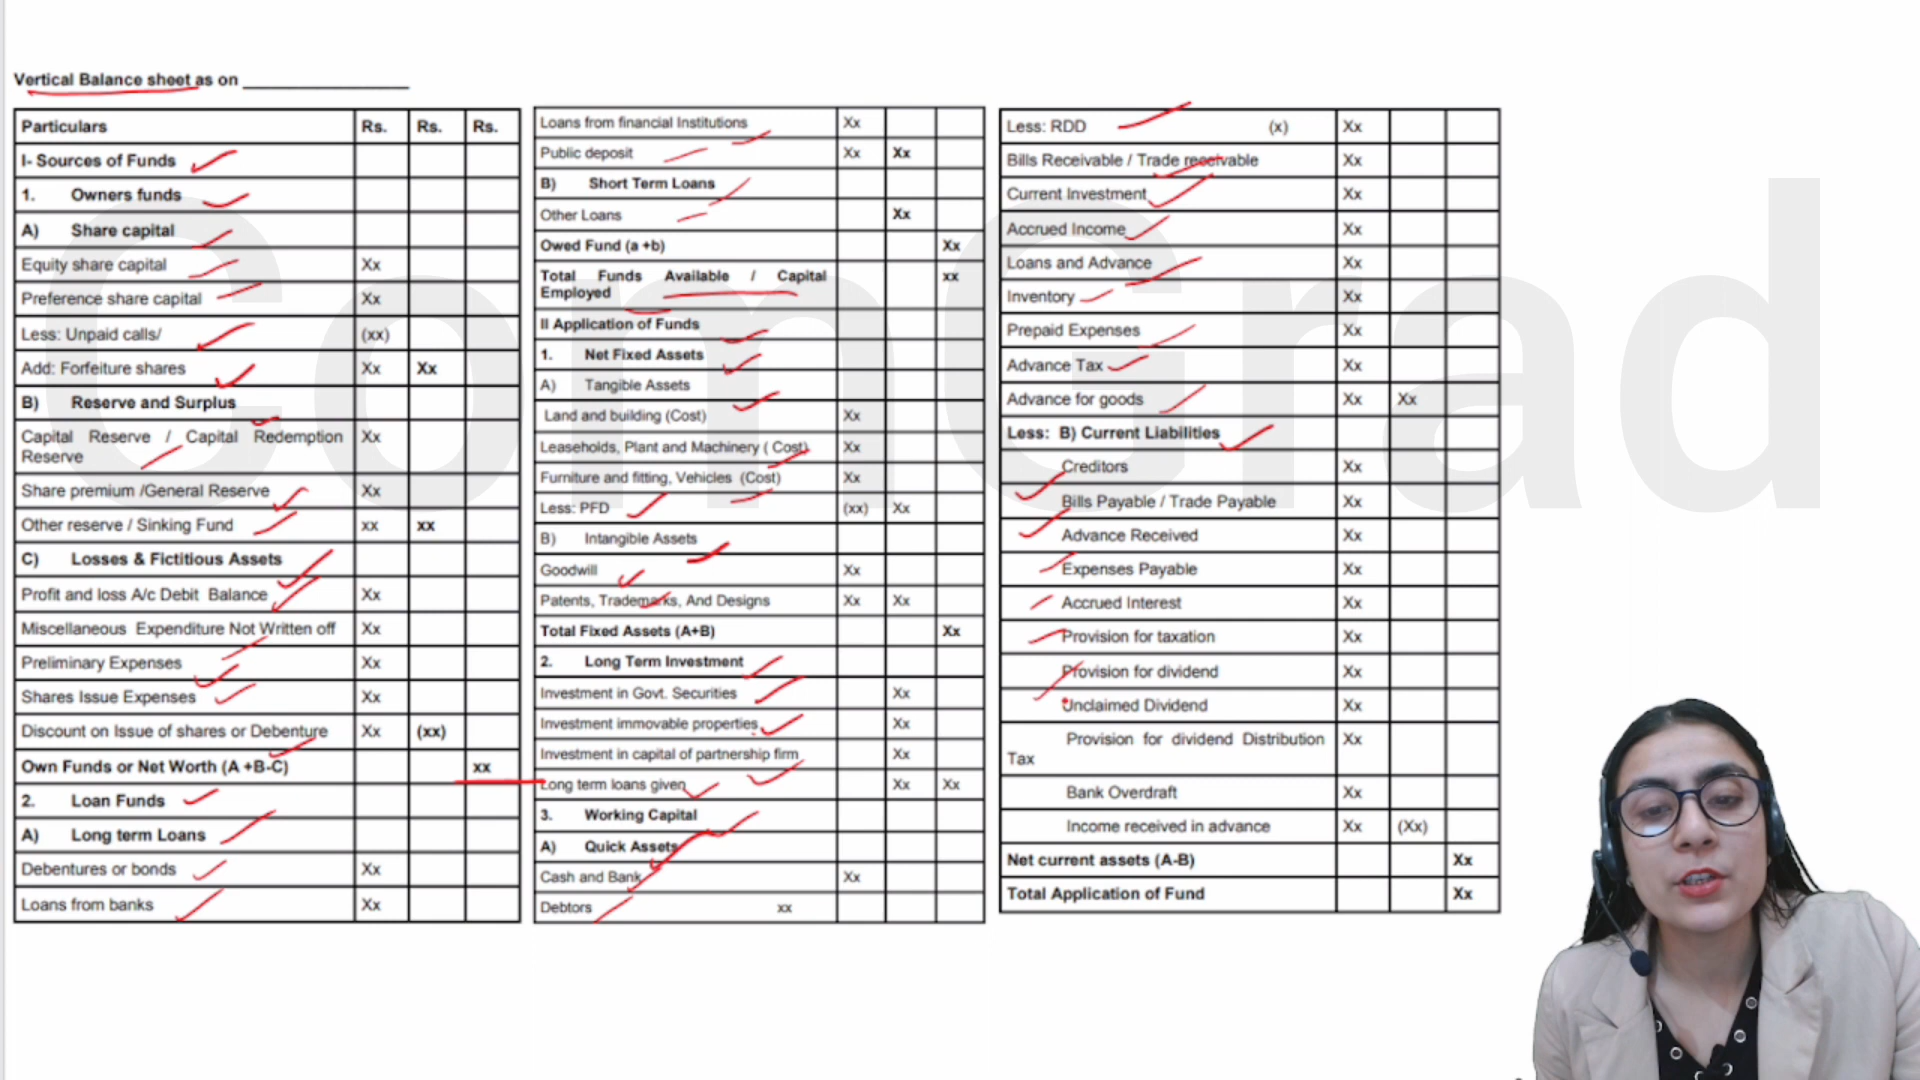 Vertical Balance sheet as on
Particulars Rs. Rs. Rs.
I- Sources of Funds
1. Owners funds
A) Share capital
Equity share capital Xx
Preference share capital Xx
Less: Unpaid calls/ (xx)
Add: Forfeiture shares Xx Xx
B) Reserve and Surplus
Capital Reserve / Capital Redemption Xx
Reserve
Share premium /General Reserve Xx
Other reserve / Sinking Fund xx xx
C) Losses & Fictitious Assets
Profit and loss A/c Debit Balance Xx
Miscellaneous Expenditure Not Written off Xx
Preliminary Expenses Xx
Shares Issue Expenses Xx
Discount on Issue of shares or Debenture Xx (xx)
Own Funds or Net Worth (A +B-C) xx
2. Loan Funds
A) Long term Loans
Debentures or bonds Xx
Loans from banks Xx
Loans from financial Institutions Xx
Public deposit Xx Xx
B) Short Term Loans
Other Loans Xx
Owed Fund (a +b) Xx
Total Funds Available / Capital xx
Employed
II Application of Funds
1. Net Fixed Assets
A) Tangible Assets
Land and building (Cost) Xx
Leaseholds, Plant and Machinery ( Cost) Xx
Furniture and fitting, Vehicles (Cost) Xx
Less: PFD (xx) Xx
B) Intangible Assets
Goodwill Xx
Patents, Trademarks, And Designs Xx Xx
Total Fixed Assets (A+B) Xx
2. Long Term Investment
Investment in Govt. Securities Xx
Investment immovable properties Xx
Investment in capital of partnership firm Xx
Long term loans given Xx Xx
3. Working Capital
A) Quick Assets
Cash and Bank Xx
Debtors xx
Less: RDD (x) Xx
Bills Receivable / Trade receivable Xx
Current Investment Xx
Accrued Income Xx
Loans and Advance Xx
Inventory Xx
Prepaid Expenses Xx
Advance Tax Xx
Advance for goods Xx Xx
Less: B) Current Liabilities
Creditors Xx
Bills Payable / Trade Payable Xx
Advance Received Xx
Expenses Payable Xx
Accrued Interest Xx
Provision for taxation Xx
Provision for dividend Xx
Unclaimed Dividend Xx
Provision for dividend Distribution Xx
Tax
Bank Overdraft Xx
Income received in advance Xx (Xx)
Net current assets (A-B) Xx
Total Application of Fund Xx
ComGrad